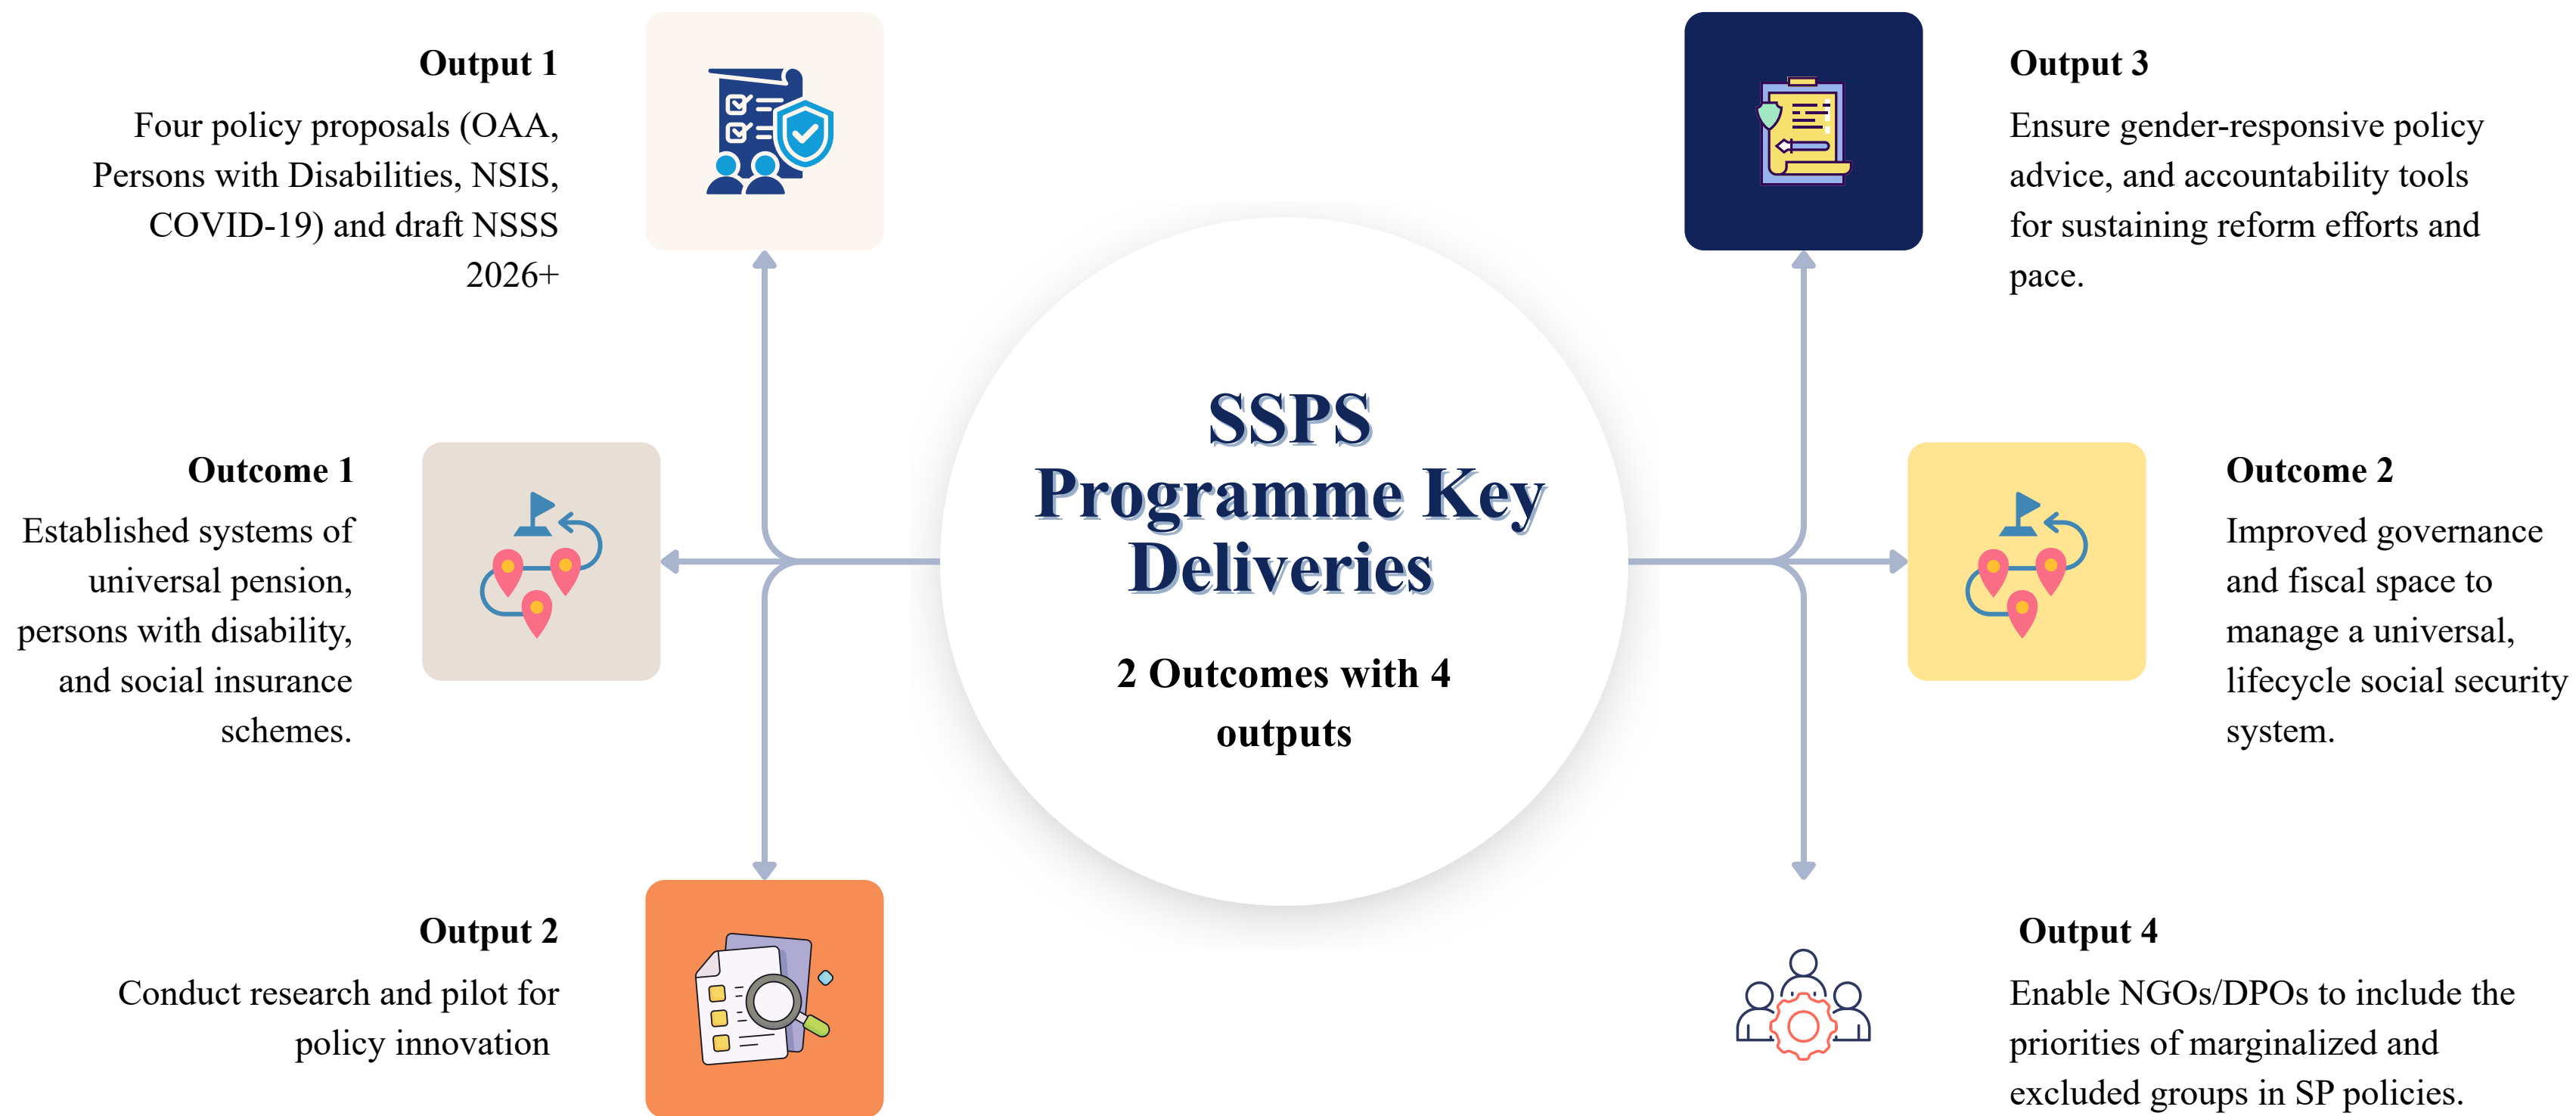 Output 1
Four policy proposals (OAA,
Persons with Disabilities, NSIS,
COVID-19) and draft NSSS
2026+
Outcome 1
Established systems of
universal pension,
persons with disability,
and social insurance
schemes.
Output 2
Conduct research and pilot for
policy innovation
SSPS
Programme Key
Deliveries
2 Outcomes with 4
outputs
Output 3
Ensure gender-responsive policy
advice, and accountability tools
for sustaining reform efforts and
pace.
Outcome 2
Improved governance
and fiscal space to
manage a universal,
lifecycle social security
system.
Output 4
Enable NGOs/DPOs to include the
priorities of marginalized and
excluded groups in SP policies.